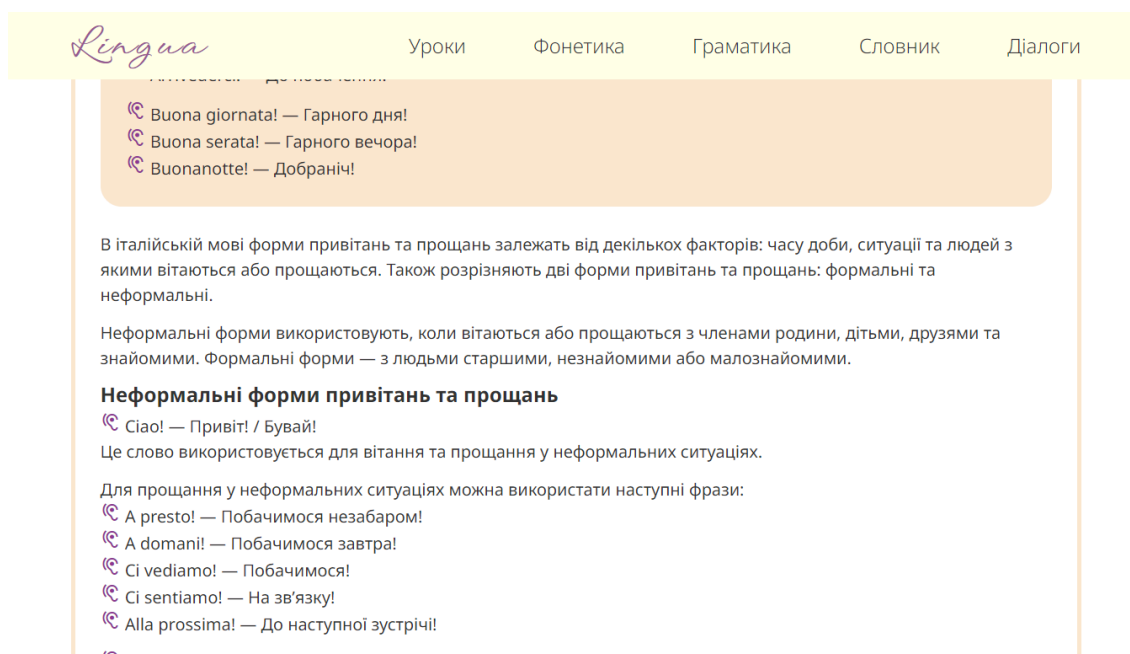 Lingua
Уроки Фонетика Граматика Словник Діалоги
Buona giornata! — Гарного дня!
Buona serata! — Гарного вечора!
Buonanotte! — Добраніч!
В італійській мові форми привітань та прощань залежать від декількох факторів: часу доби, ситуації та людей з
якими вітаються або прощаються. Також розрізняють дві форми привітань та прощань: формальні та
неформальні.
Неформальні форми використовують, коли вітаються або прощаються з членами родини, дітьми, друзями та
знайомими. Формальні форми — з людьми старшими, незнайомими або малознайомими.
Неформальні форми привітань та прощань
Ciao! — Привіт! / Бувай!
Це слово використовується для вітання та прощання у неформальних ситуаціях.
Для прощання у неформальних ситуаціях можна використати наступні фрази:
A presto! — Побачимося незабаром!
A domani! — Побачимося завтра!
Ci vediamo! — Побачимося!
Ci sentiamo! — На зв’язку!
Alla prossima! — До наступної зустрічі!